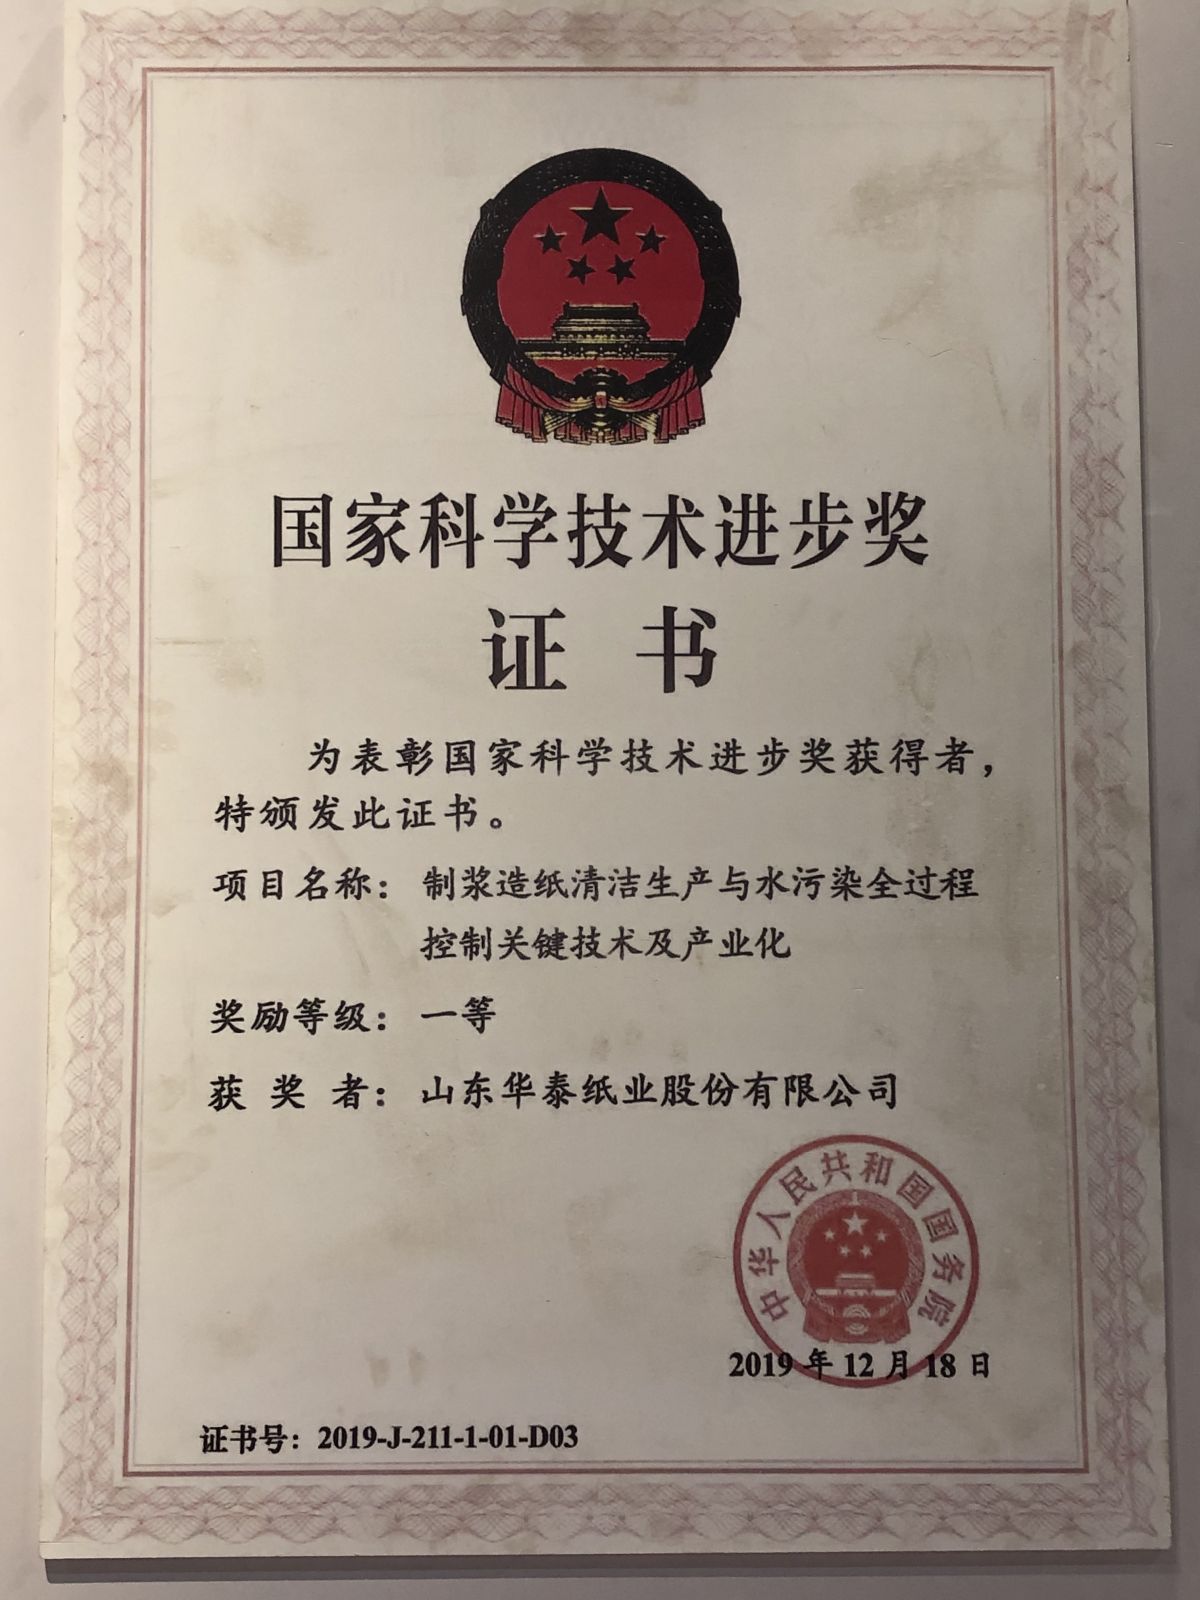 国家科学技术进步奖
证书
为表彰国家科学技术进步奖获得者，
特颁发此证书。
项目名称：制浆造纸清洁生产与水污染全过程
控制关键技术及产业化
奖励等级：一等
获奖者：山东华泰纸业股份有限公司
中华人民共和国国务院
2019年12月18日
证书号：2019-J-211-1-01-D03